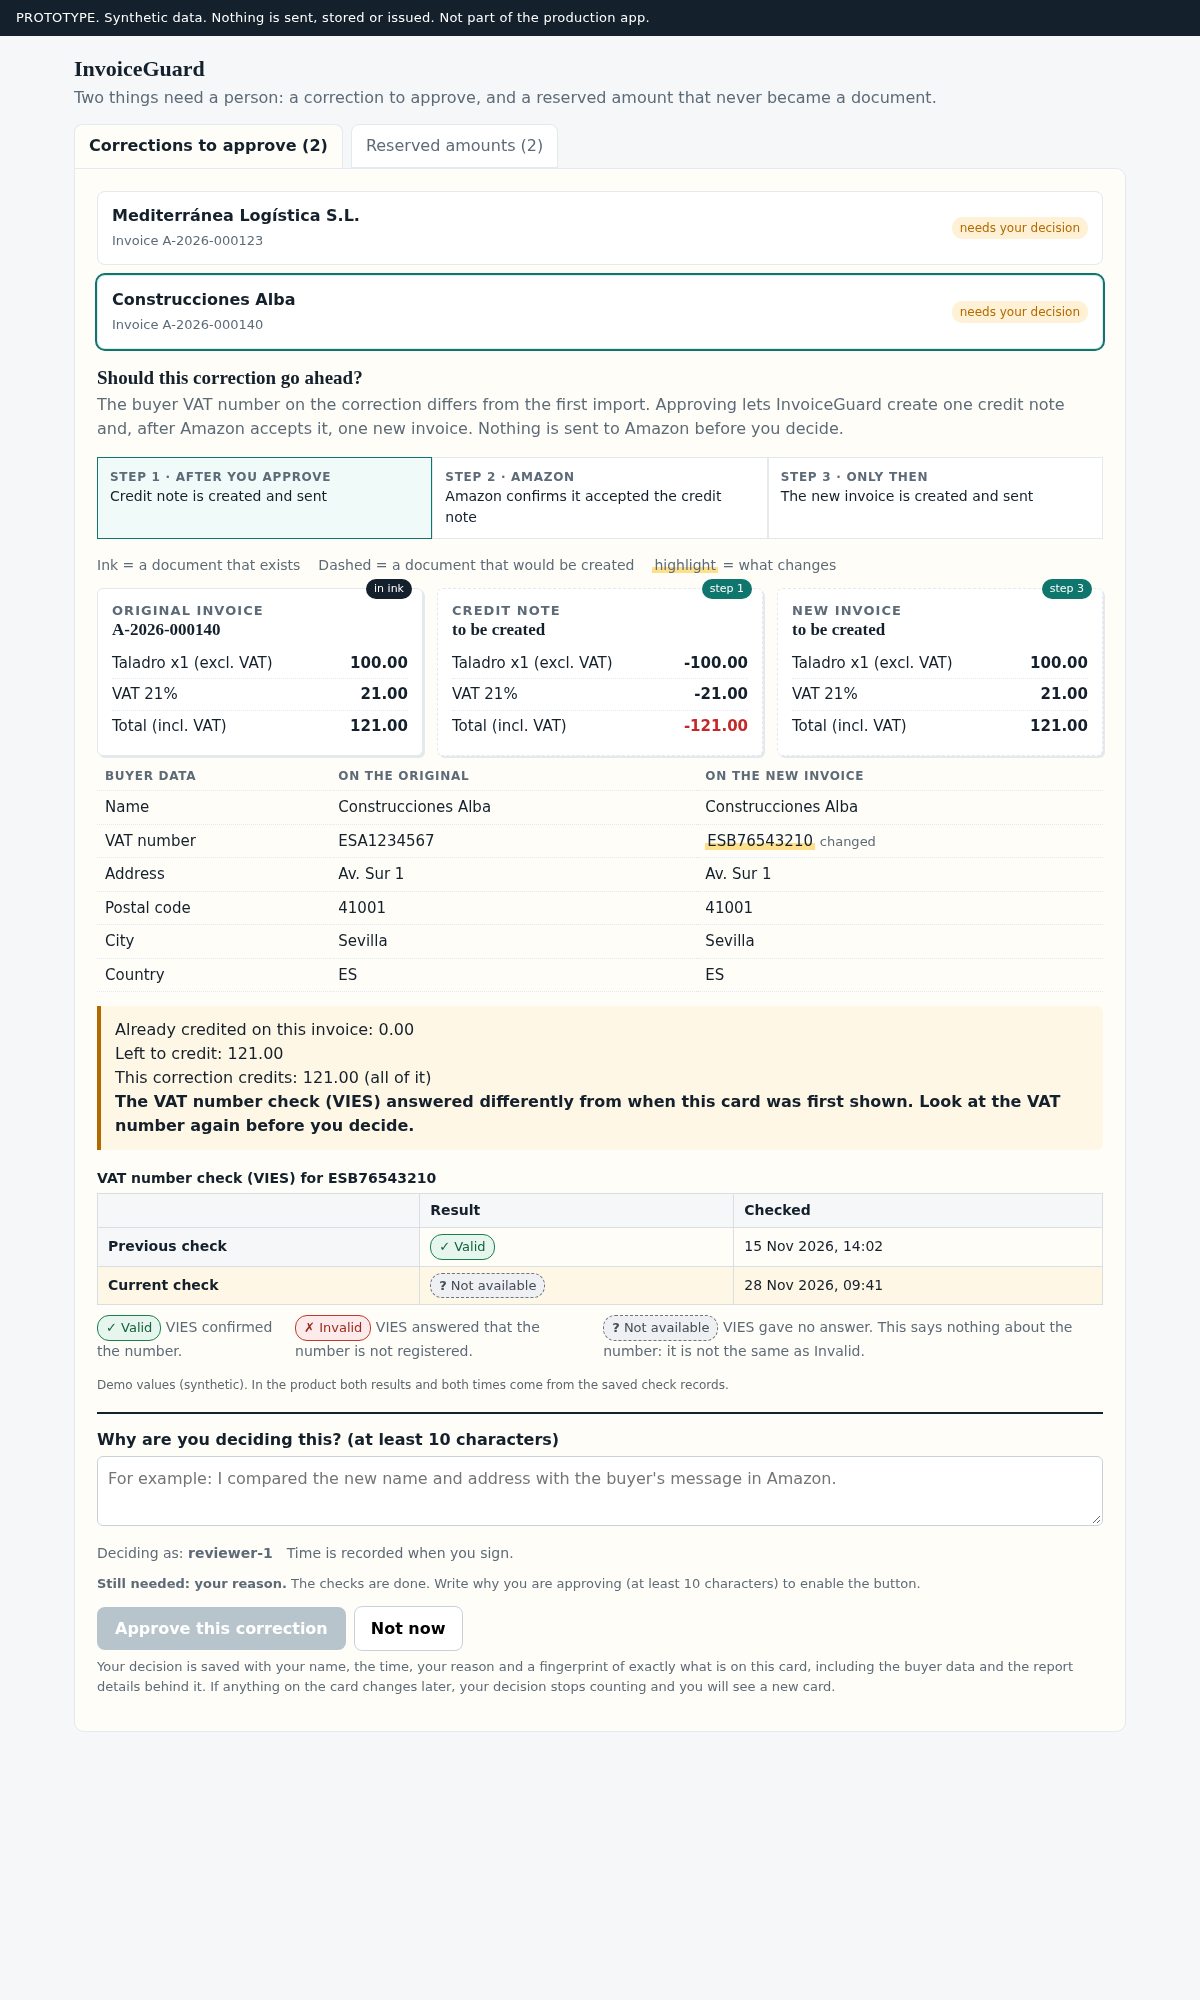 PROTOTYPE. Synthetic data. Nothing is sent, stored or issued. Not part of the production app.
InvoiceGuard
Two things need a person: a correction to approve, and a reserved amount that never became a document.
Corrections to approve (2)
Reserved amounts (2)
Mediterránea Logística S.L.
Invoice A-2026-000123
needs your decision
Construcciones Alba
Invoice A-2026-000140
needs your decision
Should this correction go ahead?
The buyer VAT number on the correction differs from the first import. Approving lets InvoiceGuard create one credit note
and, after Amazon accepts it, one new invoice. Nothing is sent to Amazon before you decide.
STEP 1 · AFTER YOU APPROVE
Credit note is created and sent
STEP 2 · AMAZON
Amazon confirms it accepted the credit
note
STEP 3 · ONLY THEN
The new invoice is created and sent
Ink = a document that exists Dashed = a document that would be created highlight = what changes
in ink
ORIGINAL INVOICE
A-2026-000140
Taladro x1 (excl. VAT) 100.00
VAT 21% 21.00
Total (incl. VAT) 121.00
step 1
CREDIT NOTE
to be created
Taladro x1 (excl. VAT) -100.00
VAT 21% -21.00
Total (incl. VAT) -121.00
step 3
NEW INVOICE
to be created
Taladro x1 (excl. VAT) 100.00
VAT 21% 21.00
Total (incl. VAT) 121.00
BUYER DATA ON THE ORIGINAL ON THE NEW INVOICE
Name Construcciones Alba Construcciones Alba
VAT number ESA1234567 ESB76543210 changed
Address Av. Sur 1 Av. Sur 1
Postal code 41001 41001
City Sevilla Sevilla
Country ES ES
Already credited on this invoice: 0.00
Left to credit: 121.00
This correction credits: 121.00 (all of it)
The VAT number check (VIES) answered differently from when this card was first shown. Look at the VAT
number again before you decide.
VAT number check (VIES) for ESB76543210
Result Checked
Previous check ✓ Valid 15 Nov 2026, 14:02
Current check ? Not available 28 Nov 2026, 09:41
✓ Valid VIES confirmed
the number.
✗ Invalid VIES answered that the
number is not registered.
? Not available VIES gave no answer. This says nothing about the
number: it is not the same as Invalid.
Demo values (synthetic). In the product both results and both times come from the saved check records.
Why are you deciding this? (at least 10 characters)
For example: I compared the new name and address with the buyer's message in Amazon.
Deciding as: reviewer-1 Time is recorded when you sign.
Still needed: your reason. The checks are done. Write why you are approving (at least 10 characters) to enable the button.
Approve this correction
Not now
Your decision is saved with your name, the time, your reason and a fingerprint of exactly what is on this card, including the buyer data and the report
details behind it. If anything on the card changes later, your decision stops counting and you will see a new card.